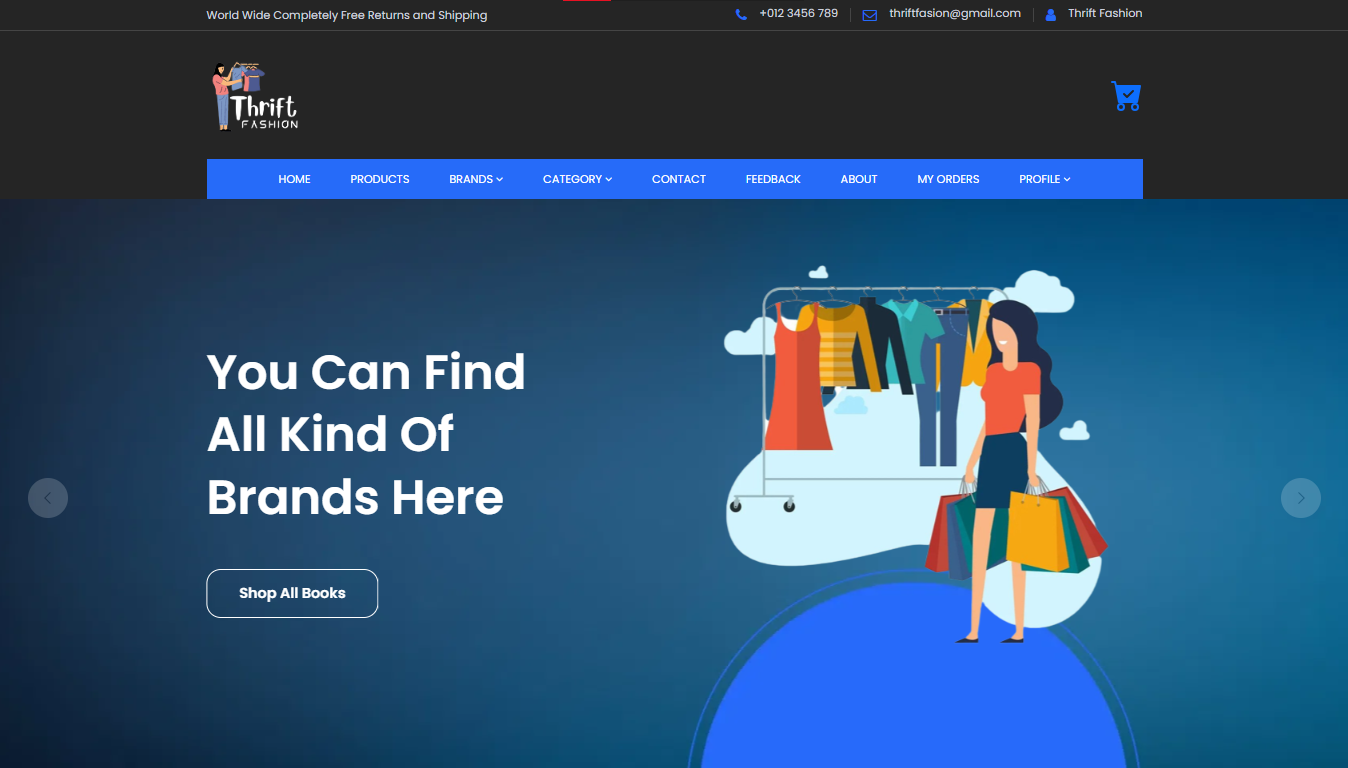 World Wide Completely Free Returns and Shipping
+012 3456 789
thriftfasion@gmail.com
Thrift Fashion
Thrift
FASHION
HOME PRODUCTS BRANDS CATEGORY CONTACT FEEDBACK ABOUT MY ORDERS PROFILE
You Can Find
All Kind Of
Brands Here
Shop All Books